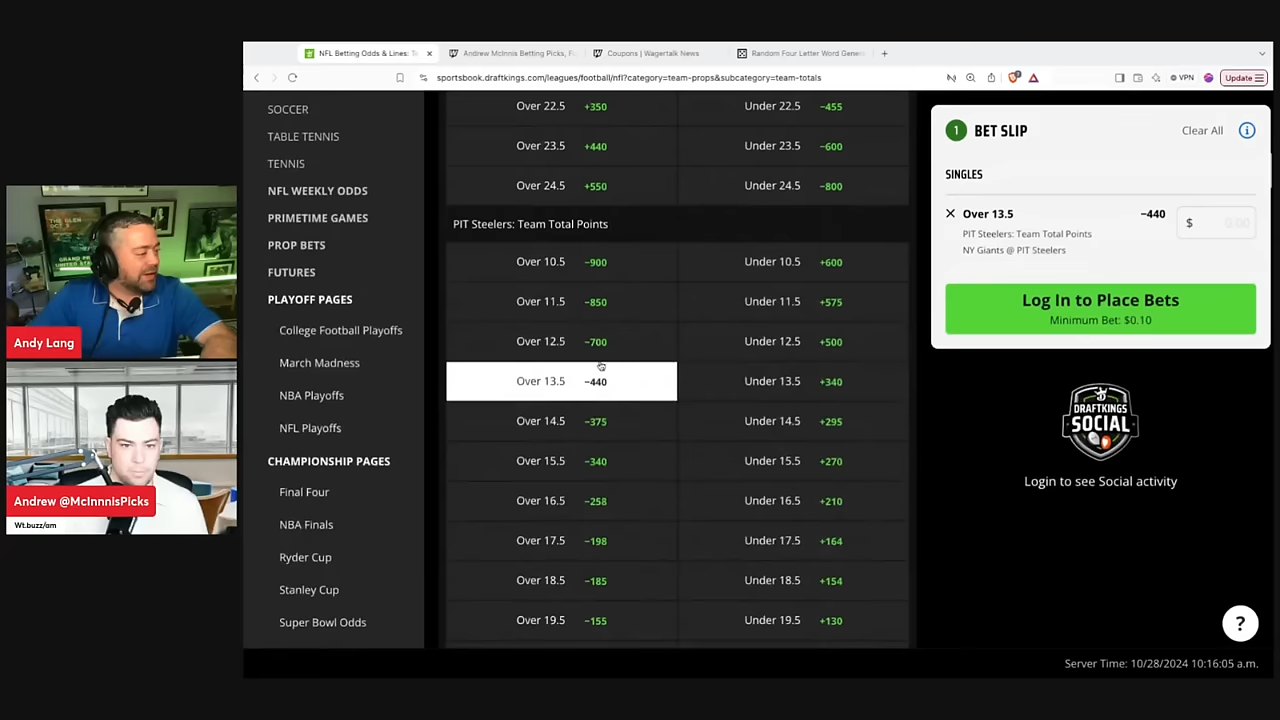 NFL Betting Odds & Lines: Te
Andrew McInnis Betting Picks, Fu
Coupons | Wagertalk News
Random Four Letter Word Gene
sportsbook.draftkings.com/leagues/football/nfl?category=team-props&subcategory=team-totals
VPN
Update
SOCCER
TABLE TENNIS
TENNIS
NFL WEEKLY ODDS
PRIMETIME GAMES
PROP BETS
FUTURES
PLAYOFF PAGES
College Football Playoffs
March Madness
NBA Playoffs
NFL Playoffs
CHAMPIONSHIP PAGES
Final Four
NBA Finals
Ryder Cup
Stanley Cup
Super Bowl Odds
Over 22.5 +350 Under 22.5 −455
Over 23.5 +440 Under 23.5 −600
Over 24.5 +550 Under 24.5 −800
PIT Steelers: Team Total Points
Over 10.5 −900 Under 10.5 +600
Over 11.5 −850 Under 11.5 +575
Over 12.5 −700 Under 12.5 +500
Over 13.5 −440 Under 13.5 +340
Over 14.5 −375 Under 14.5 +295
Over 15.5 −340 Under 15.5 +270
Over 16.5 −258 Under 16.5 +210
Over 17.5 −198 Under 17.5 +164
Over 18.5 −185 Under 18.5 +154
Over 19.5 −155 Under 19.5 +130
1 BET SLIP Clear All
SINGLES
Over 13.5 −440 $ 0.00
PIT Steelers: Team Total Points
NY Giants @ PIT Steelers
Log In to Place Bets
Minimum Bet: $0.10
DRAFTKINGS
SOCIAL
Login to see Social activity
?
Server Time: 10/28/2024 10:16:05 a.m.
Andy Lang
Andrew @McInnnisPicks
Wt.buzz/am